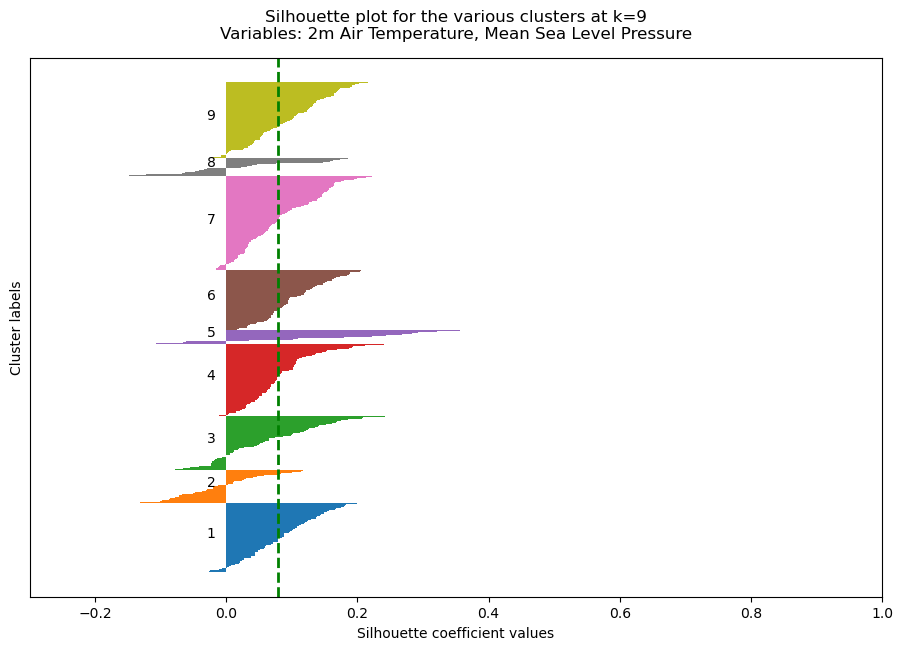 Silhouette plot for the various clusters at k=9
Variables: 2m Air Temperature, Mean Sea Level Pressure
Cluster labels
9
8
7
6
5
4
3
2
1
−0.2 0.0 0.2 0.4 0.6 0.8 1.0
Silhouette coefficient values